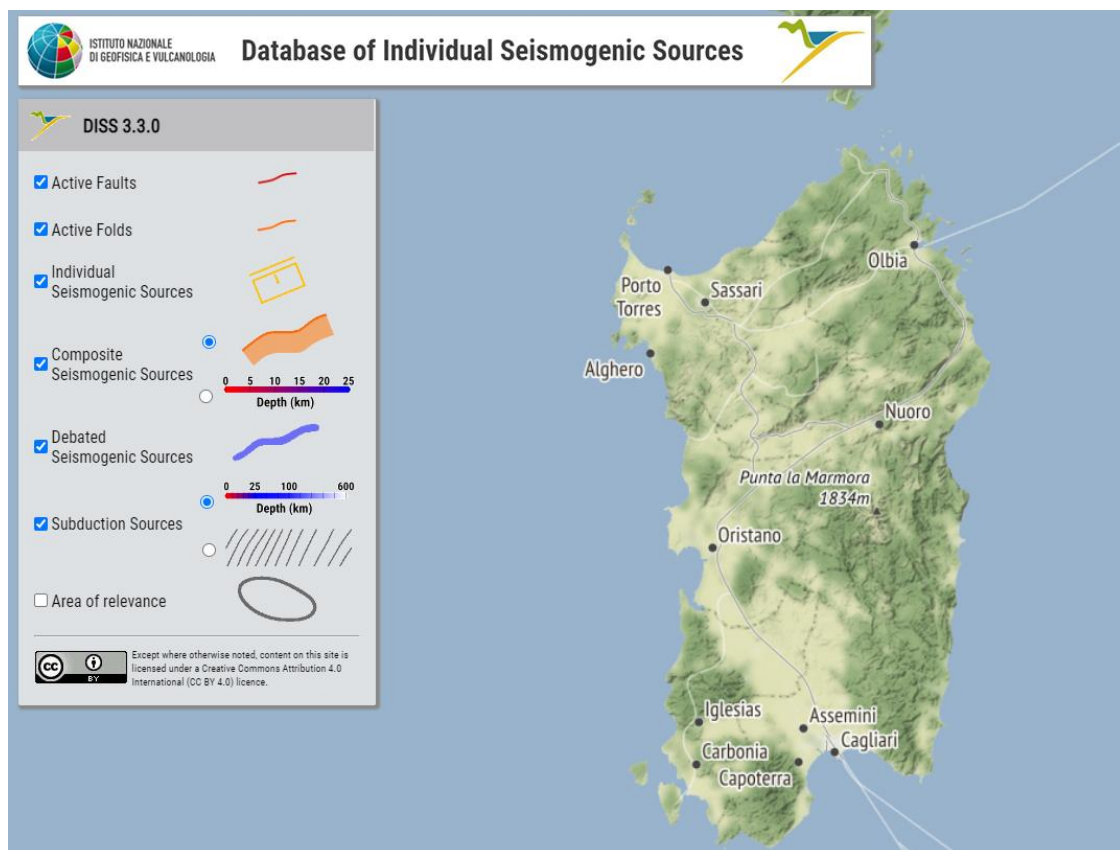 ISTITUTO NAZIONALE
DI GEOFISICA E VULCANOLOGIA
Database of Individual Seismogenic Sources
DISS 3.3.0
Active Faults
Active Folds
Individual
Seismogenic Sources
Composite
Seismogenic Sources
0 5 10 15 20 25
Depth (km)
Debated
Seismogenic Sources
0 25 100 600
Depth (km)
Subduction Sources
Area of relevance
cc
BY
Except where otherwise noted, content on this site is
licensed under a Creative Commons Attribution 4.0
International (CC BY 4.0) licence.
Olbia
Porto
Torres
Sassari
Alghero
Nuoro
Punta la Marmora
1834m
Oristano
Iglesias
Assemini
Cagliari
Carbonia
Capoterra